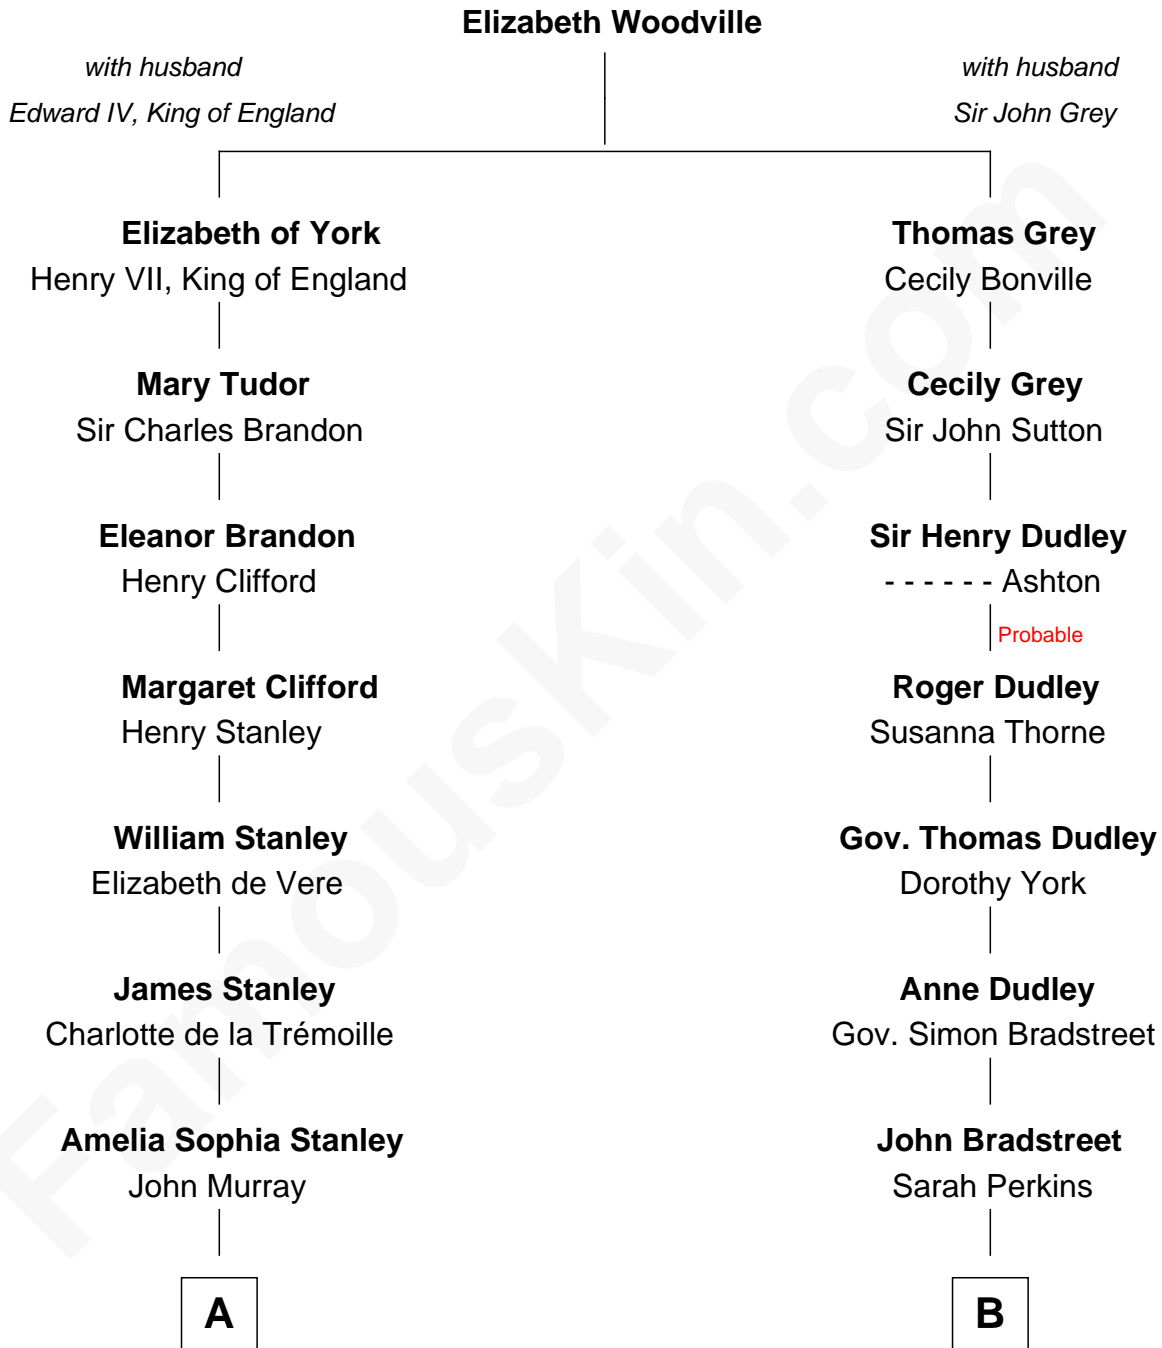 Elizabeth Woodville
with husband
Edward IV, King of England
with husband
Sir John Grey
Elizabeth of York
Henry VII, King of England
Thomas Grey
Cecily Bonville
Mary Tudor
Sir Charles Brandon
Cecily Grey
Sir John Sutton
Eleanor Brandon
Henry Clifford
Sir Henry Dudley
- - - - - - Ashton
Probable
Margaret Clifford
Henry Stanley
Roger Dudley
Susanna Thorne
William Stanley
Elizabeth de Vere
Gov. Thomas Dudley
Dorothy York
James Stanley
Charlotte de la Trémoille
Anne Dudley
Gov. Simon Bradstreet
Amelia Sophia Stanley
John Murray
John Bradstreet
Sarah Perkins
A
B
FamousKin.com